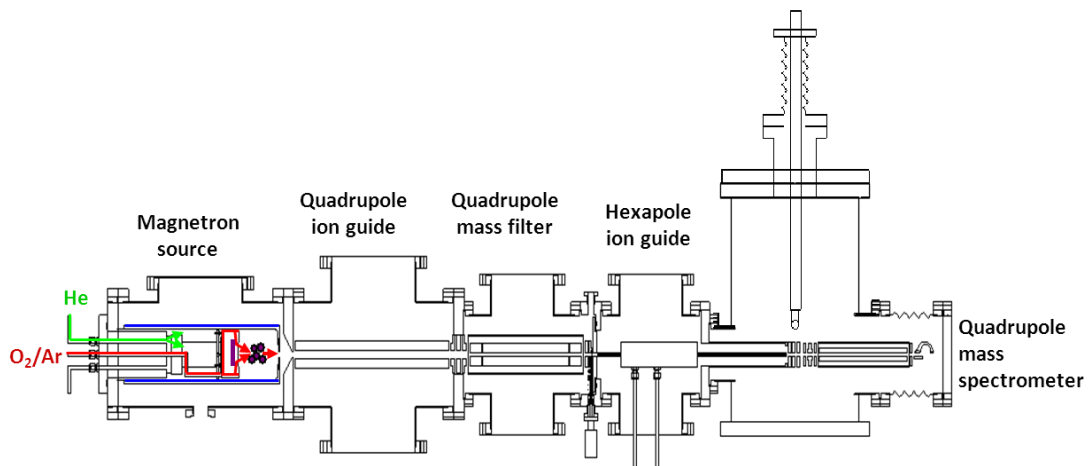 Magnetron
source
Quadrupole
ion guide
Quadrupole
mass filter
Hexapole
ion guide
He
O₂/Ar
Quadrupole
mass
spectrometer